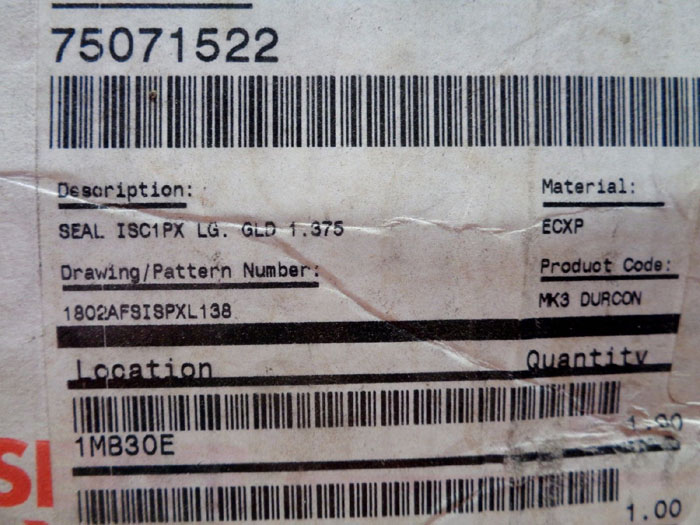 75071522
Description: Material:
SEAL ISC1PX LG. GLD 1.375 ECXP
Drawing/Pattern Number: Product Code:
1802AFSISPXL138 MK3 DURCON
Location Quantity
1.00
1MB30E
SI
1.00